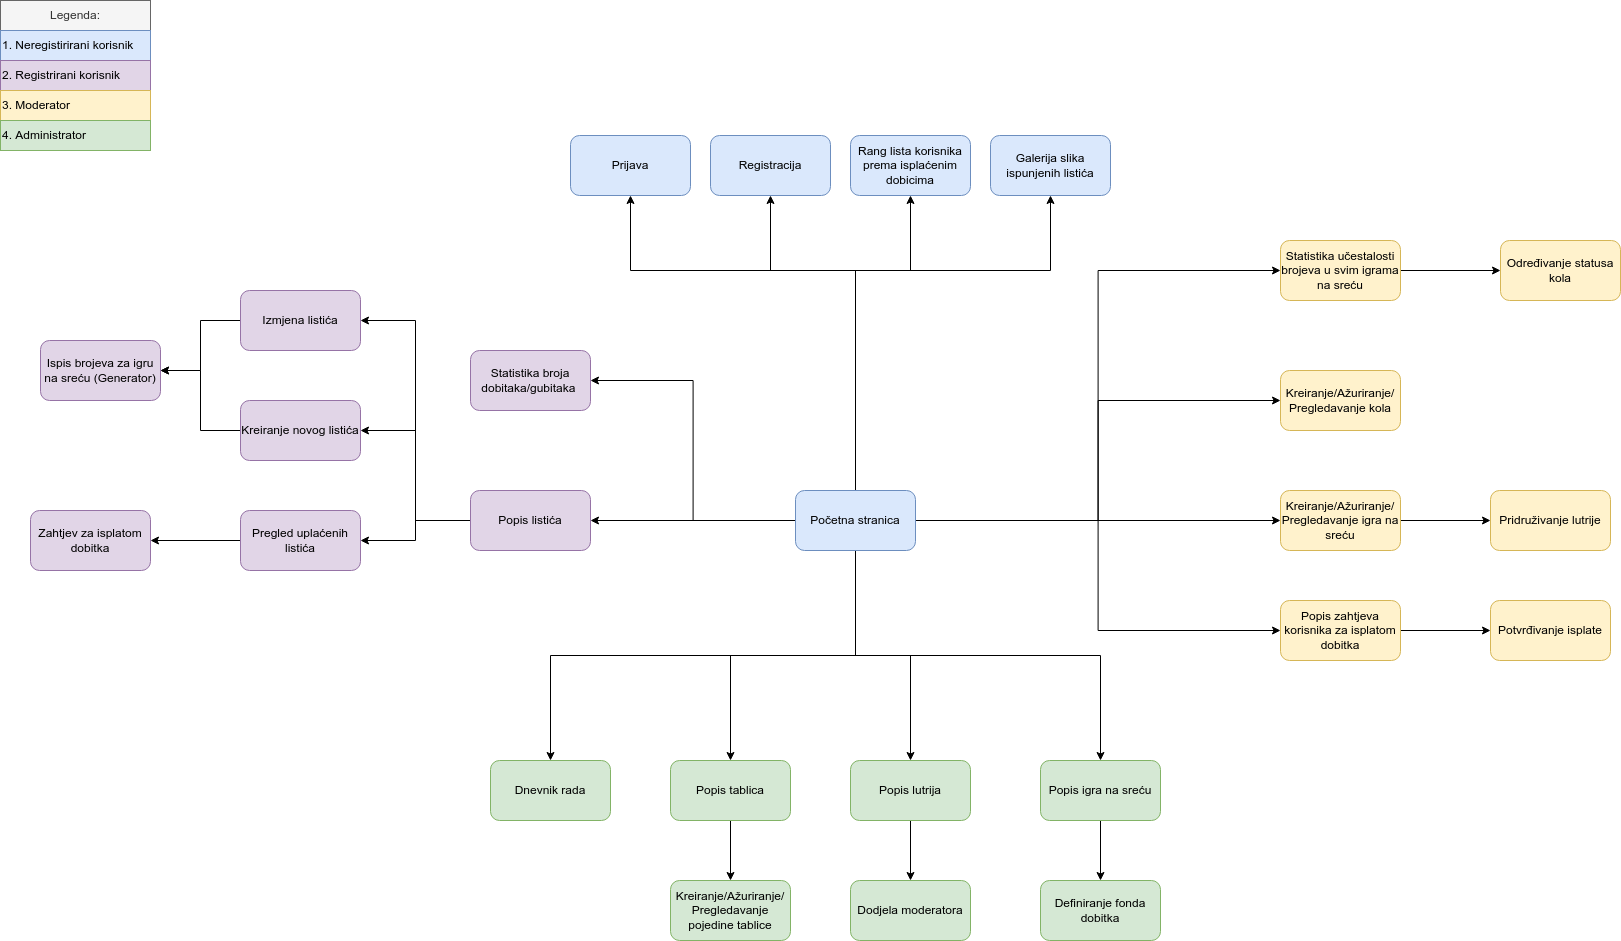 Legenda:
1. Neregistirirani korisnik
2. Registrirani korisnik
3. Moderator
4. Administrator
Prijava
Registracija
Rang lista korisnika
prema isplaćenim
dobicima
Galerija slika
ispunjenih listića
Statistika učestalosti
brojeva u svim igrama
na sreću
Određivanje statusa
kola
Izmjena listića
Ispis brojeva za igru
na sreću (Generator)
Statistika broja
dobitaka/gubitaka
Kreiranje/Ažuriranje/
Pregledavanje kola
Kreiranje novog listića
Zahtjev za isplatom
dobitka
Pregled uplaćenih
listića
Popis listića
Početna stranica
Kreiranje/Ažuriranje/
Pregledavanje igra na
sreću
Pridruživanje lutrije
Popis zahtjeva
korisnika za isplatom
dobitka
Potvrđivanje isplate
Dnevnik rada
Popis tablica
Popis lutrija
Popis igra na sreću
Kreiranje/Ažuriranje/
Pregledavanje
pojedine tablice
Dodjela moderatora
Definiranje fonda
dobitka